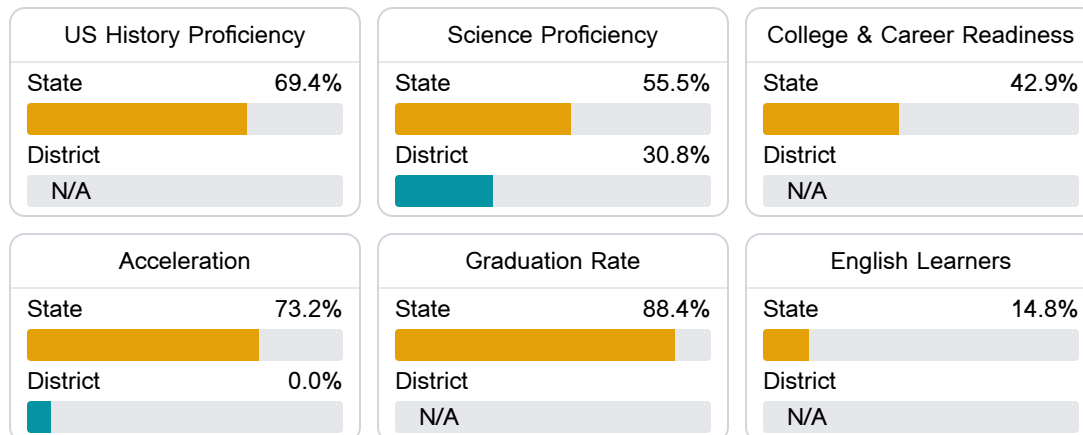 US History Proficiency
State 69.4%
District
N/A
Science Proficiency
State 55.5%
District 30.8%
College & Career Readiness
State 42.9%
District
N/A
Acceleration
State 73.2%
District 0.0%
Graduation Rate
State 88.4%
District
N/A
English Learners
State 14.8%
District
N/A